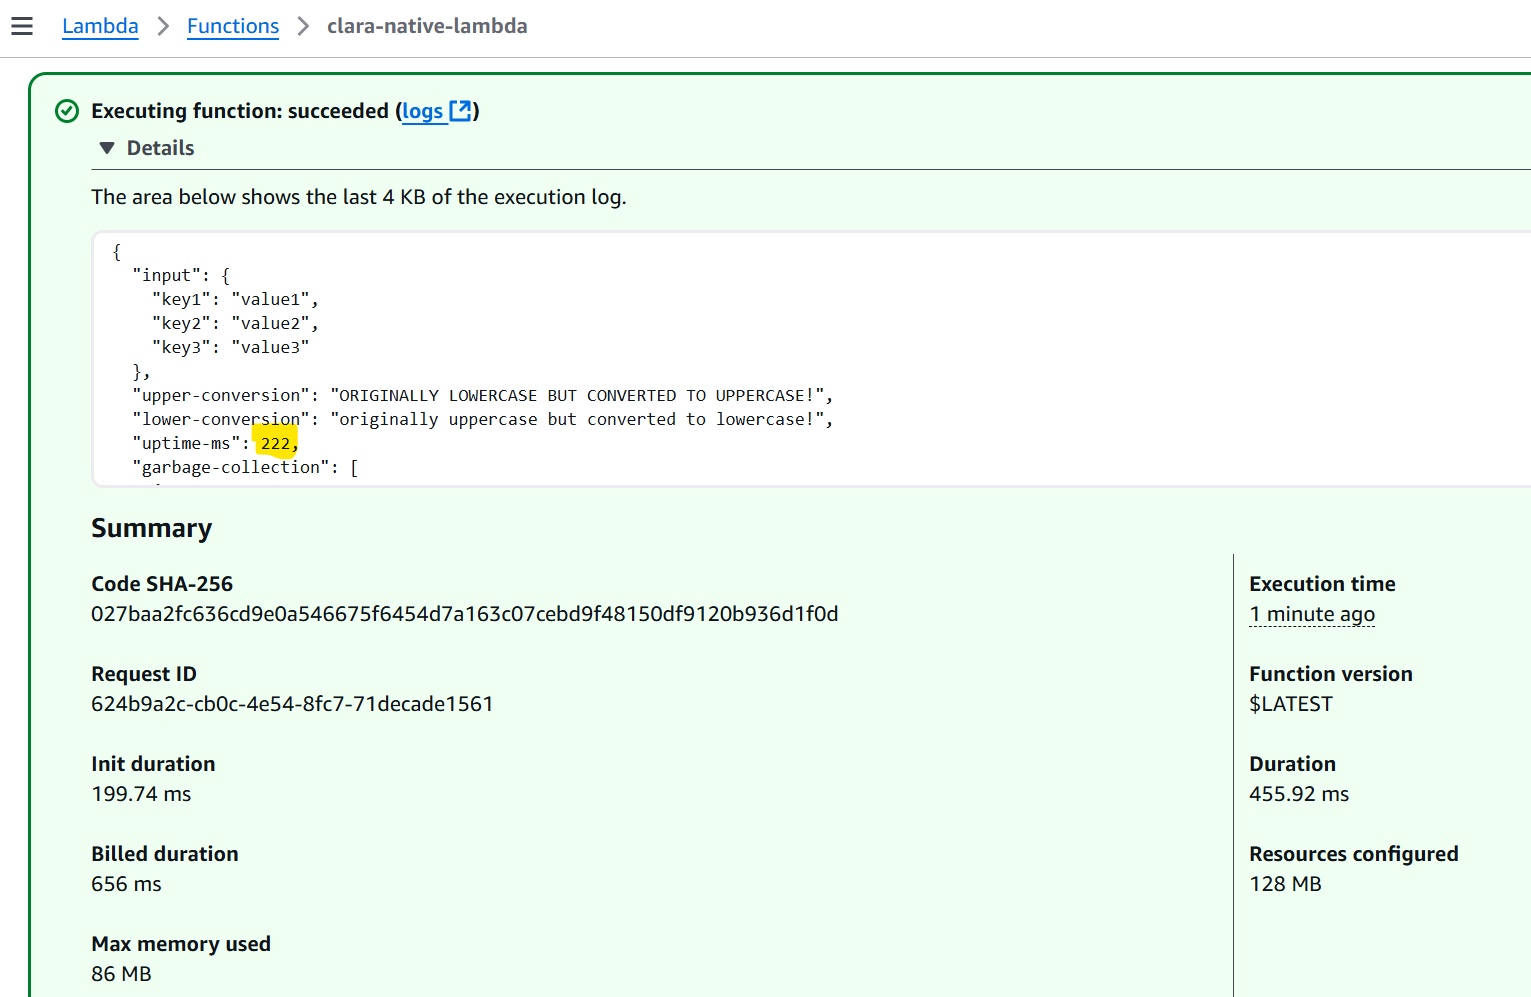 Lambda > Functions > clara-native-lambda
Executing function: succeeded (logs)
Details
The area below shows the last 4 KB of the execution log.
{
"input": {
"key1": "value1",
"key2": "value2",
"key3": "value3"
},
"upper-conversion": "ORIGINALLY LOWERCASE BUT CONVERTED TO UPPERCASE!",
"lower-conversion": "originally uppercase but converted to lowercase!",
"uptime-ms": 222,
"garbage-collection": [
Summary
Code SHA-256
027baa2fc636cd9e0a546675f6454d7a163c07cebd9f48150df9120b936d1f0d
Execution time
1 minute ago
Request ID
624b9a2c-cb0c-4e54-8fc7-71decade1561
Function version
$LATEST
Init duration
199.74 ms
Duration
455.92 ms
Billed duration
656 ms
Resources configured
128 MB
Max memory used
86 MB